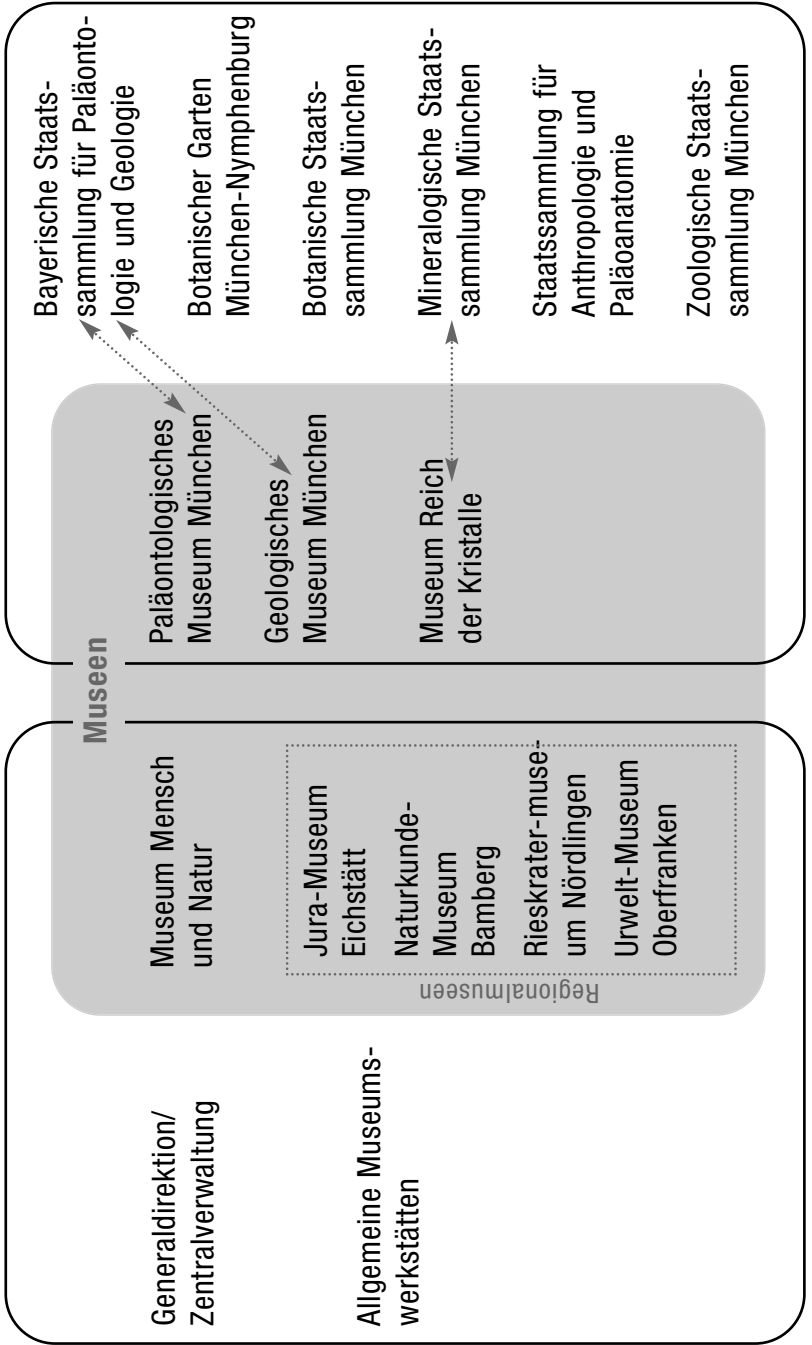 Generaldirektion/
Zentralverwaltung
Allgemeine Museums-
werkstätten
Museen
Museum Mensch
und Natur
Regionalmuseen
Jura-Museum
Eichstätt
Naturkunde-
Museum
Bamberg
Rieskrater-muse-
um Nördlingen
Urwelt-Museum
Oberfranken
Paläontologisches
Museum München
Geologisches
Museum München
Museum Reich
der Kristalle
Bayerische Staats-
sammlung für Paläonto-
logie und Geologie
Botanischer Garten
München-Nymphenburg
Botanische Staats-
sammlung München
Mineralogische Staats-
sammlung München
Staatssammlung für
Anthropologie und
Paläoanatomie
Zoologische Staats-
sammlung München